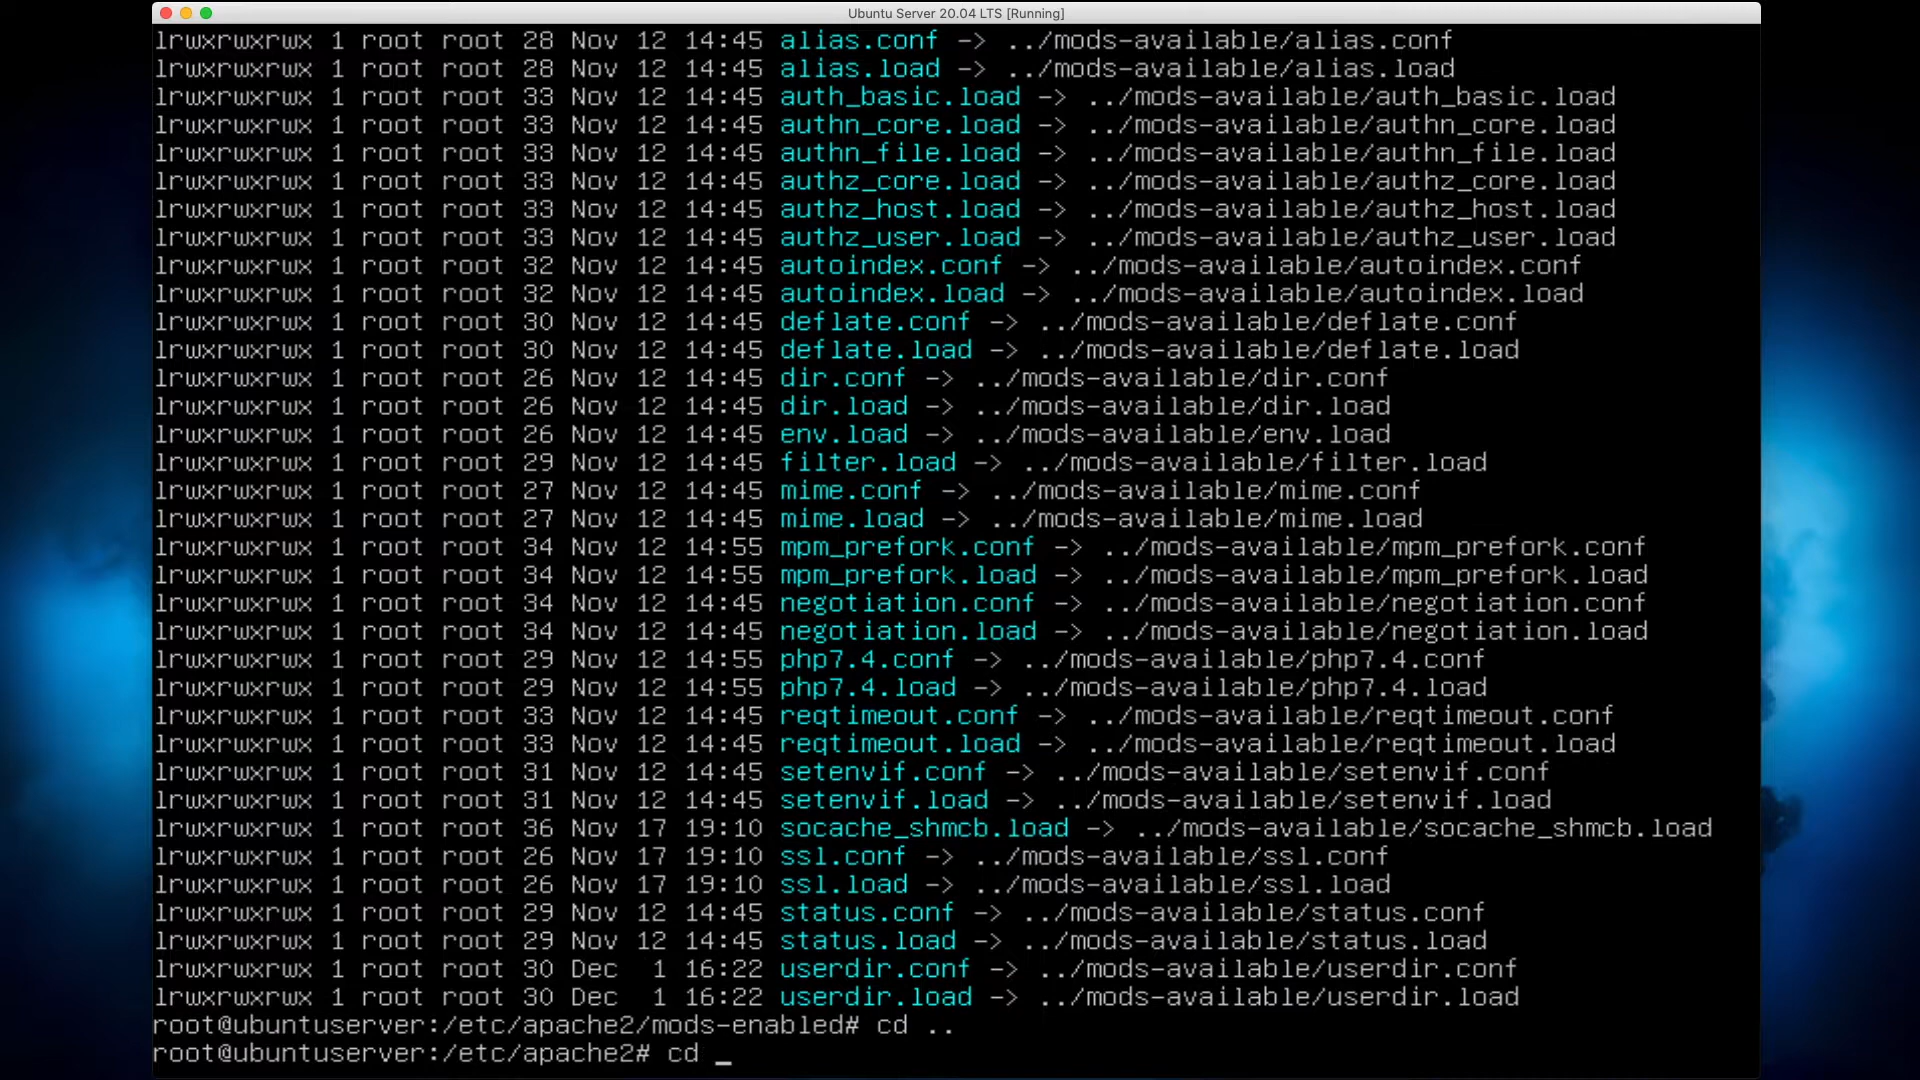 Ubuntu Server 20.04 LTS [Running]
lrwxrwxrwx 1 root root 28 Nov 12 14:45 alias.conf -> ../mods-available/alias.conf
lrwxrwxrwx 1 root root 28 Nov 12 14:45 alias.load -> ../mods-available/alias.load
lrwxrwxrwx 1 root root 33 Nov 12 14:45 auth_basic.load -> ../mods-available/auth_basic.load
lrwxrwxrwx 1 root root 33 Nov 12 14:45 authn_core.load -> ../mods-available/authn_core.load
lrwxrwxrwx 1 root root 33 Nov 12 14:45 authn_file.load -> ../mods-available/authn_file.load
lrwxrwxrwx 1 root root 33 Nov 12 14:45 authz_core.load -> ../mods-available/authz_core.load
lrwxrwxrwx 1 root root 33 Nov 12 14:45 authz_host.load -> ../mods-available/authz_host.load
lrwxrwxrwx 1 root root 33 Nov 12 14:45 authz_user.load -> ../mods-available/authz_user.load
lrwxrwxrwx 1 root root 32 Nov 12 14:45 autoindex.conf -> ../mods-available/autoindex.conf
lrwxrwxrwx 1 root root 32 Nov 12 14:45 autoindex.load -> ../mods-available/autoindex.load
lrwxrwxrwx 1 root root 30 Nov 12 14:45 deflate.conf -> ../mods-available/deflate.conf
lrwxrwxrwx 1 root root 30 Nov 12 14:45 deflate.load -> ../mods-available/deflate.load
lrwxrwxrwx 1 root root 26 Nov 12 14:45 dir.conf -> ../mods-available/dir.conf
lrwxrwxrwx 1 root root 26 Nov 12 14:45 dir.load -> ../mods-available/dir.load
lrwxrwxrwx 1 root root 26 Nov 12 14:45 env.load -> ../mods-available/env.load
lrwxrwxrwx 1 root root 29 Nov 12 14:45 filter.load -> ../mods-available/filter.load
lrwxrwxrwx 1 root root 27 Nov 12 14:45 mime.conf -> ../mods-available/mime.conf
lrwxrwxrwx 1 root root 27 Nov 12 14:45 mime.load -> ../mods-available/mime.load
lrwxrwxrwx 1 root root 34 Nov 12 14:55 mpm_prefork.conf -> ../mods-available/mpm_prefork.conf
lrwxrwxrwx 1 root root 34 Nov 12 14:55 mpm_prefork.load -> ../mods-available/mpm_prefork.load
lrwxrwxrwx 1 root root 34 Nov 12 14:45 negotiation.conf -> ../mods-available/negotiation.conf
lrwxrwxrwx 1 root root 34 Nov 12 14:45 negotiation.load -> ../mods-available/negotiation.load
lrwxrwxrwx 1 root root 29 Nov 12 14:55 php7.4.conf -> ../mods-available/php7.4.conf
lrwxrwxrwx 1 root root 29 Nov 12 14:55 php7.4.load -> ../mods-available/php7.4.load
lrwxrwxrwx 1 root root 33 Nov 12 14:45 reqtimeout.conf -> ../mods-available/reqtimeout.conf
lrwxrwxrwx 1 root root 33 Nov 12 14:45 reqtimeout.load -> ../mods-available/reqtimeout.load
lrwxrwxrwx 1 root root 31 Nov 12 14:45 setenvif.conf -> ../mods-available/setenvif.conf
lrwxrwxrwx 1 root root 31 Nov 12 14:45 setenvif.load -> ../mods-available/setenvif.load
lrwxrwxrwx 1 root root 36 Nov 17 19:10 socache_shmcb.load -> ../mods-available/socache_shmcb.load
lrwxrwxrwx 1 root root 26 Nov 17 19:10 ssl.conf -> ../mods-available/ssl.conf
lrwxrwxrwx 1 root root 26 Nov 17 19:10 ssl.load -> ../mods-available/ssl.load
lrwxrwxrwx 1 root root 29 Nov 12 14:45 status.conf -> ../mods-available/status.conf
lrwxrwxrwx 1 root root 29 Nov 12 14:45 status.load -> ../mods-available/status.load
lrwxrwxrwx 1 root root 30 Dec  1 16:22 userdir.conf -> ../mods-available/userdir.conf
lrwxrwxrwx 1 root root 30 Dec  1 16:22 userdir.load -> ../mods-available/userdir.load
root@ubuntuserver:/etc/apache2/mods-enabled# cd ..
root@ubuntuserver:/etc/apache2# cd _